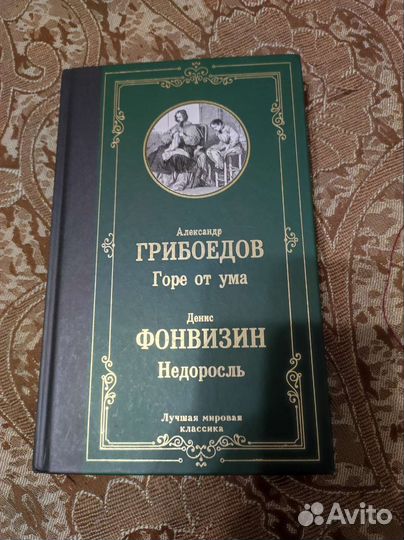 Александр
ГРИБОЕДОВ
Горе от ума
Денис
ФОНВИЗИН
Недоросль
Лучшая мировая
классика
Avito